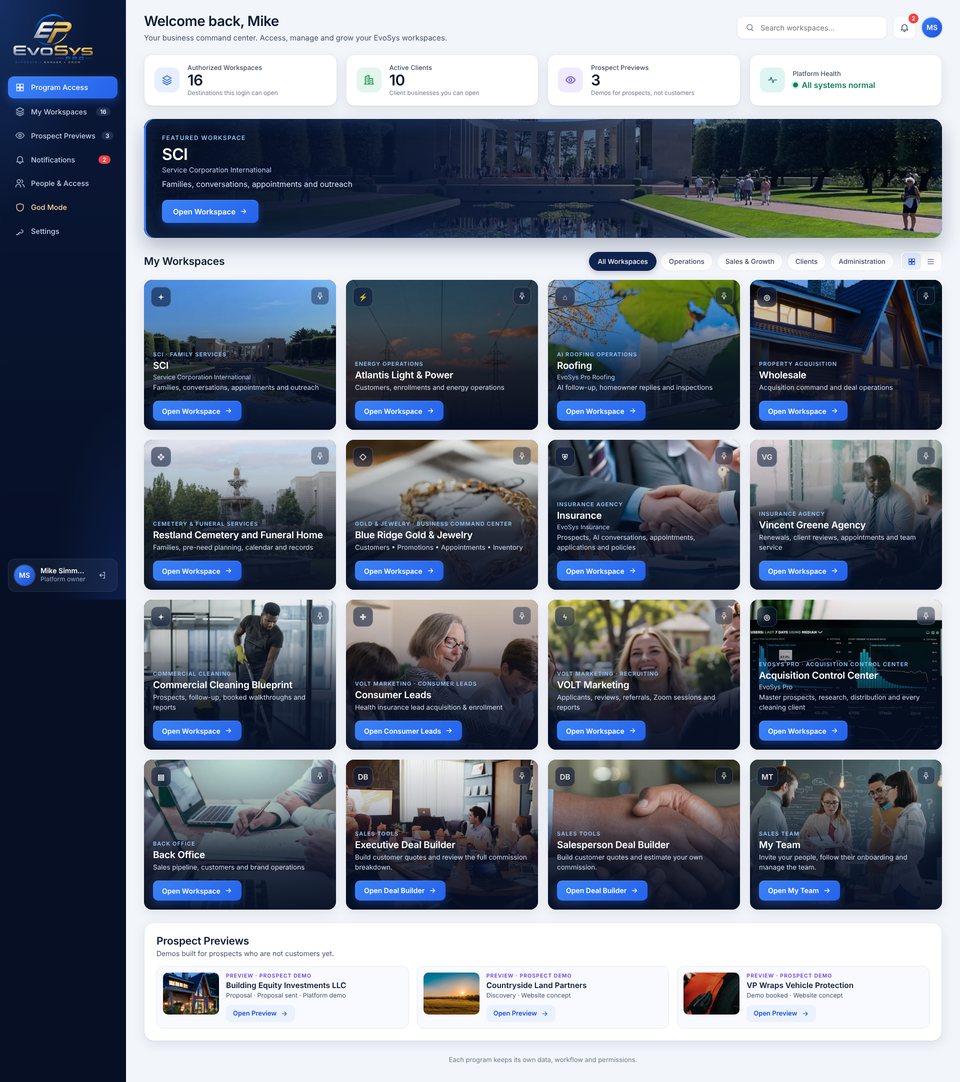 EP
EvoSys
PRO
Program Access
My Workspaces 16
Prospect Previews 3
Notifications 2
People & Access
God Mode
Settings
MS
Mike Simm...
Platform owner
Welcome back, Mike
Your business command center. Access, manage and grow your EvoSys workspaces.
Search workspaces...
2
MS
Authorized Workspaces
16
Destinations this login can open
Active Clients
10
Client businesses you can open
Prospect Previews
3
Demos for prospects, not customers
Platform Health
All systems normal
FEATURED WORKSPACE
SCI
Service Corporation International
Families, conversations, appointments and outreach
Open Workspace →
My Workspaces
All Workspaces
Operations
Sales & Growth
Clients
Administration
SCI · FAMILY SERVICES
SCI
Service Corporation International
Families, conversations, appointments and outreach
Open Workspace →
ENERGY OPERATIONS
Atlantis Light & Power
Customers, enrollments and energy operations
Open Workspace →
AI ROOFING OPERATIONS
Roofing
EvoSys Pro Roofing
AI follow-up, homeowner replies and inspections
Open Workspace →
PROPERTY ACQUISITION
Wholesale
Acquisition command and deal operations
Open Workspace →
CEMETERY & FUNERAL SERVICES
Restland Cemetery and Funeral Home
Families, pre-need planning, calendar and records
Open Workspace →
GOLD & JEWELRY · BUSINESS COMMAND CENTER
Blue Ridge Gold & Jewelry
Customers • Promotions • Appointments • Inventory
Open Workspace →
INSURANCE AGENCY
Insurance
EvoSys Insurance
Prospects, AI conversations, appointments,
applications and policies
Open Workspace →
VG
INSURANCE AGENCY
Vincent Greene Agency
Renewals, client reviews, appointments and team
service
Open Workspace →
COMMERCIAL CLEANING
Commercial Cleaning Blueprint
Prospects, follow-up, booked walkthroughs and
reports
Open Workspace →
VOLT MARKETING · CONSUMER LEADS
Consumer Leads
Health insurance lead acquisition & enrollment
Open Consumer Leads →
VOLT MARKETING · RECRUITING
VOLT Marketing
Applicants, reviews, referrals, Zoom sessions and
reports
Open Workspace →
LAST 7 DAYS USING MEDIAN
EVOSYS PRO · ACQUISITION CONTROL CENTER
Acquisition Control Center
EvoSys Pro
Master prospects, research, distribution and every
cleaning client
Open Workspace →
BACK OFFICE
Back Office
Sales pipeline, customers and brand operations
Open Workspace →
DB
SALES TOOLS
Executive Deal Builder
Build customer quotes and review the full commission
breakdown.
Open Deal Builder →
DB
SALES TOOLS
Salesperson Deal Builder
Build customer quotes and estimate your own
commission.
Open Deal Builder →
MT
SALES TEAM
My Team
Invite your people, follow their onboarding and
manage the team.
Open My Team →
Prospect Previews
Demos built for prospects who are not customers yet.
PREVIEW · PROSPECT DEMO
Building Equity Investments LLC
Proposal · Proposal sent · Platform demo
Open Preview →
PREVIEW · PROSPECT DEMO
Countryside Land Partners
Discovery · Website concept
Open Preview →
PREVIEW · PROSPECT DEMO
VP Wraps Vehicle Protection
Demo booked · Website concept
Open Preview →
Each program keeps its own data, workflow and permissions.